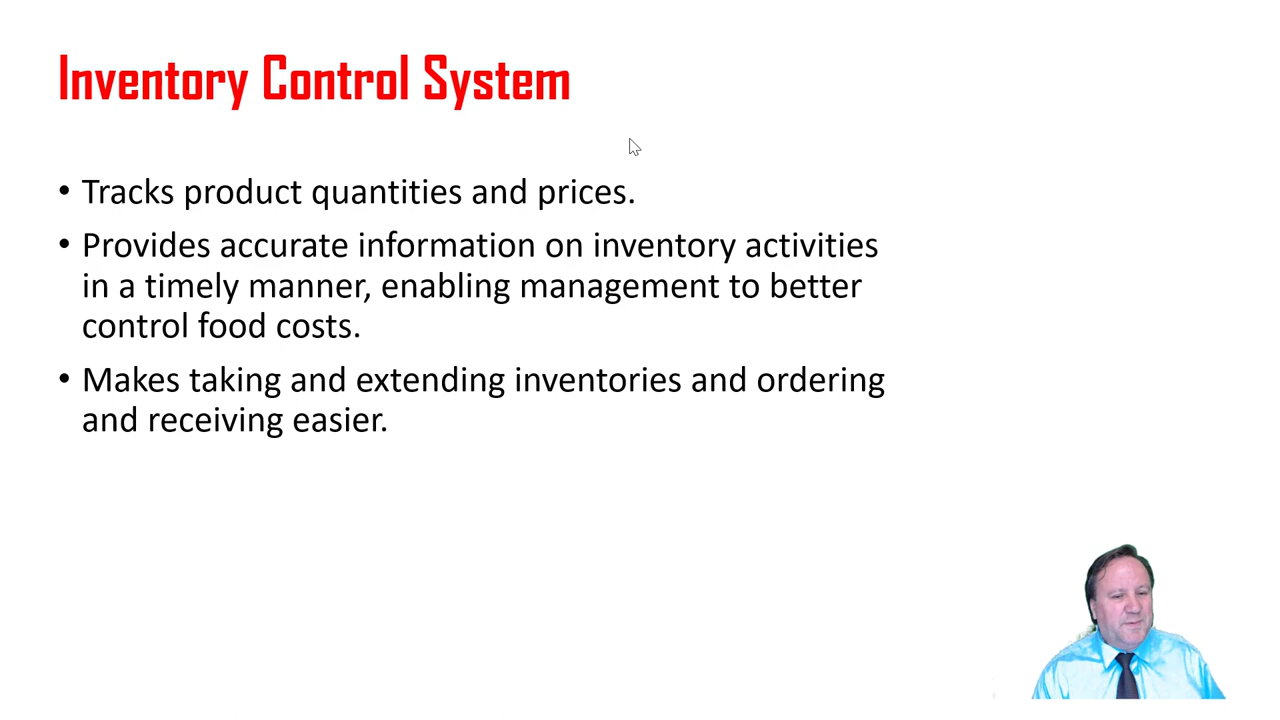 Inventory Control System
• Tracks product quantities and prices.
• Provides accurate information on inventory activities
in a timely manner, enabling management to better
control food costs.
• Makes taking and extending inventories and ordering
and receiving easier.